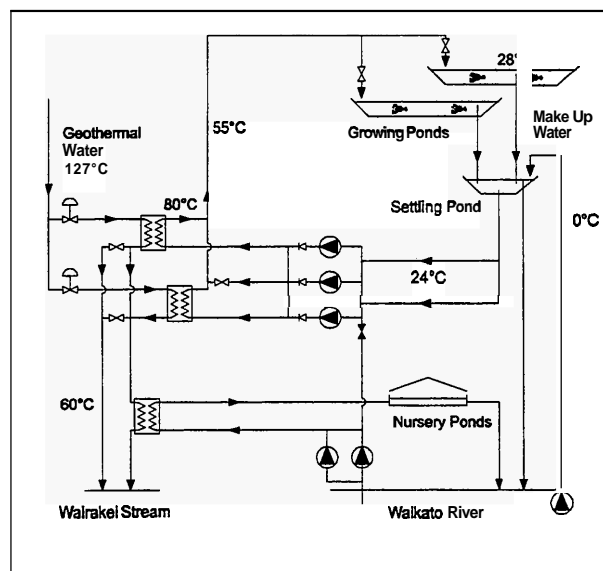 28°
Geothermal
Water
127°C
55°C
Growing Ponds
Make Up
Water
80°C
Settling Pond
0°C
24°C
60°C
Nursery Ponds
Wairakei Stream
Waikato River